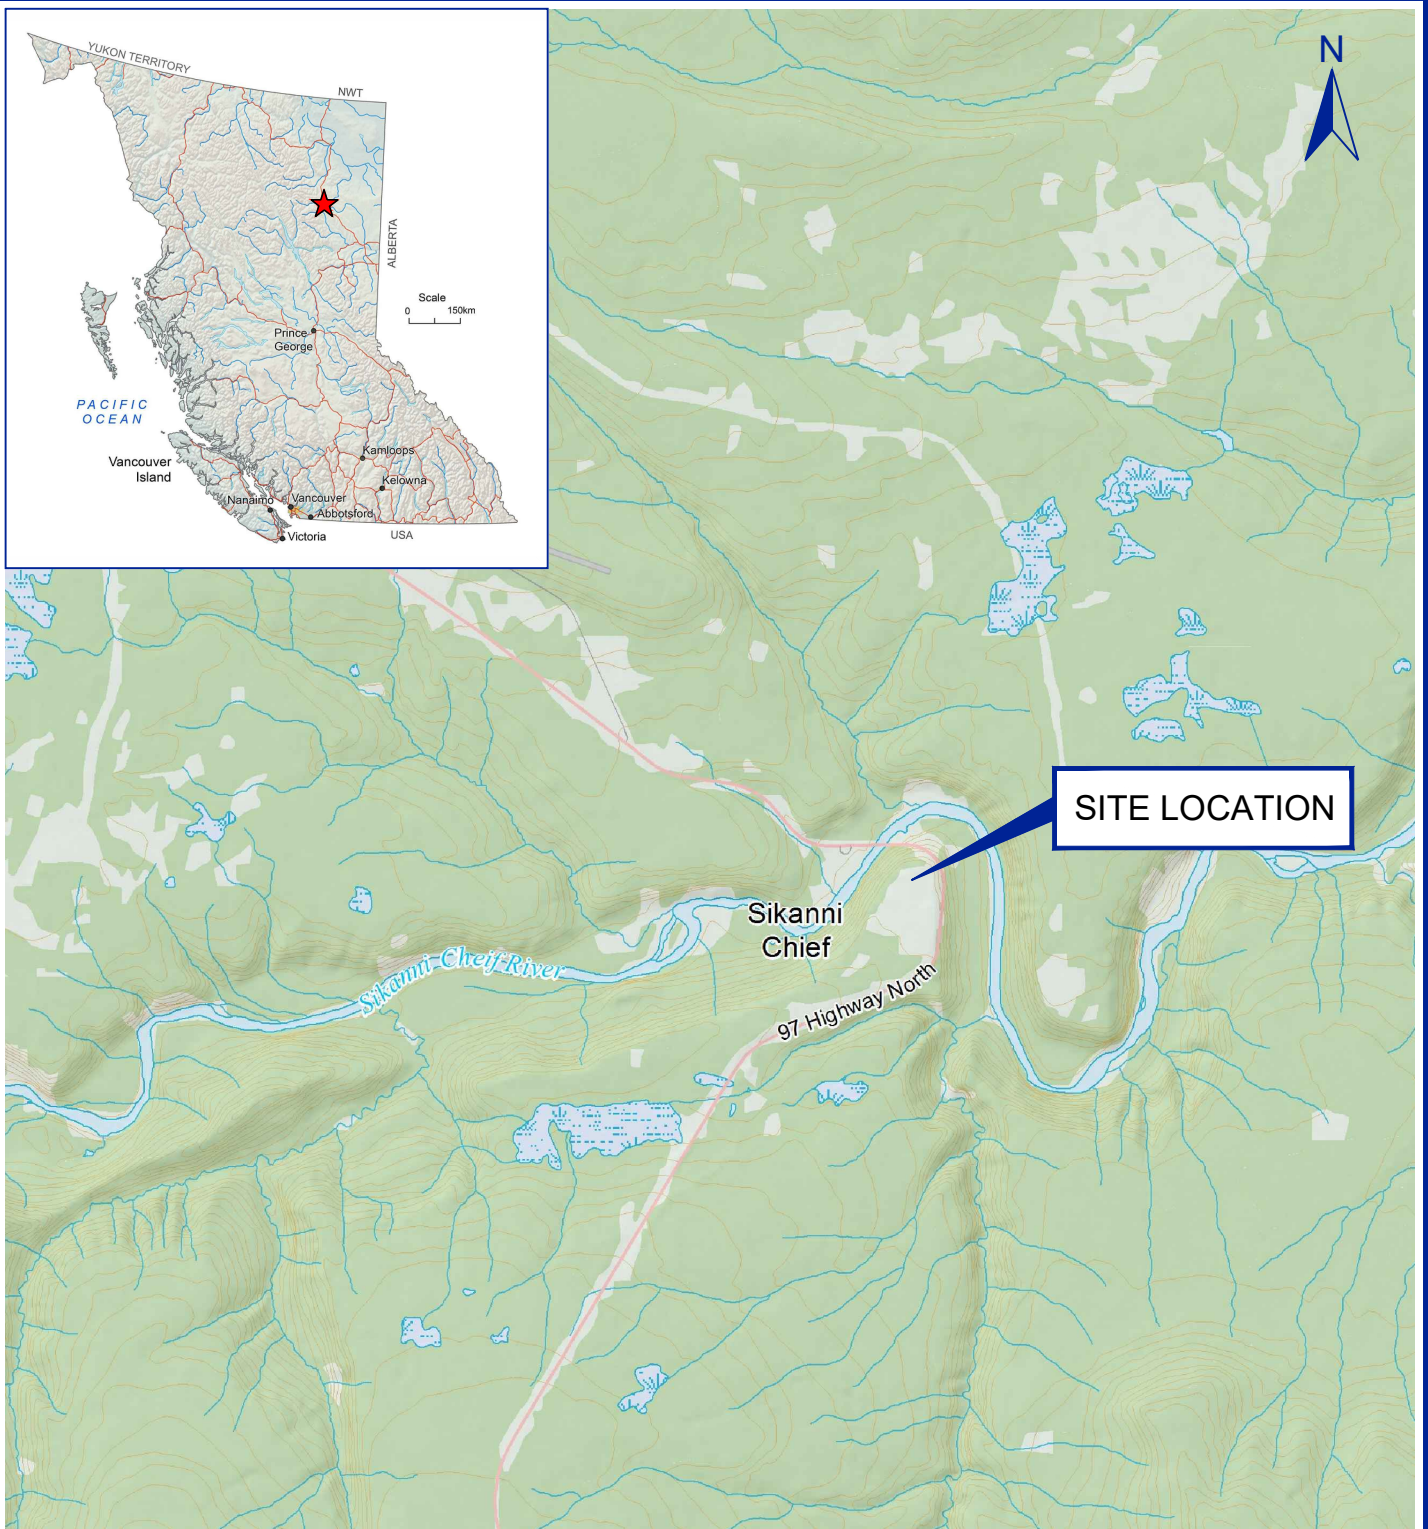 YUKON TERRITORY
NWT
ALBERTA
Scale
0 150km
Prince
George
PACIFIC
OCEAN
Vancouver
Island
Kamloops
Kelowna
Nanaimo
Vancouver
Abbotsford
Victoria
USA
N
SITE LOCATION
Sikanni
Chief
Sikanni Cheif River
97 Highway North